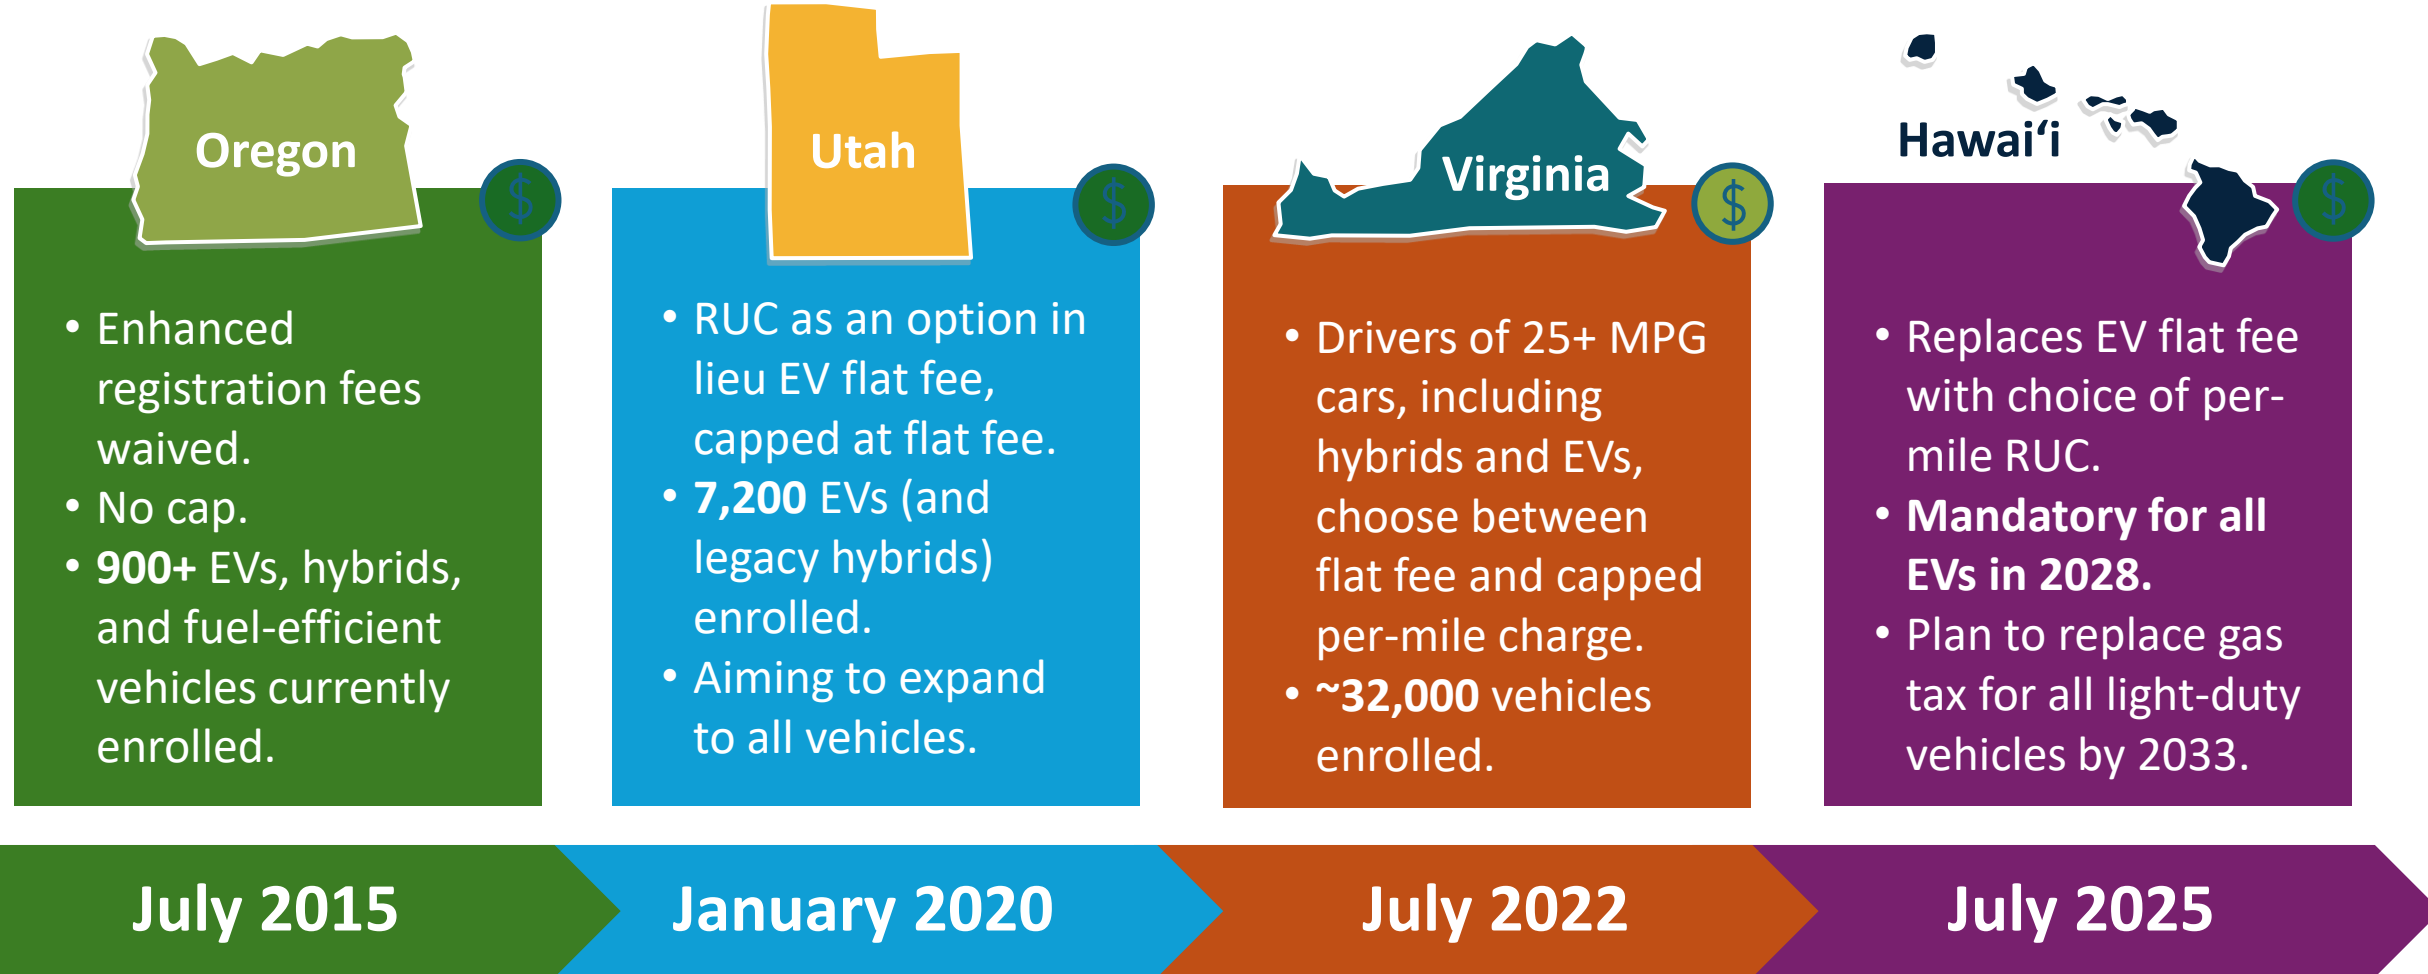 Oregon
$
• Enhanced
registration fees
waived.
• No cap.
• 900+ EVs, hybrids,
and fuel-efficient
vehicles currently
enrolled.
July 2015
Utah
$
• RUC as an option in
lieu EV flat fee,
capped at flat fee.
• 7,200 EVs (and
legacy hybrids)
enrolled.
• Aiming to expand
to all vehicles.
January 2020
Virginia
$
• Drivers of 25+ MPG
cars, including
hybrids and EVs,
choose between
flat fee and capped
per-mile charge.
• ~32,000 vehicles
enrolled.
July 2022
Hawaiʻi
$
• Replaces EV flat fee
with choice of per-
mile RUC.
• Mandatory for all
EVs in 2028.
• Plan to replace gas
tax for all light-duty
vehicles by 2033.
July 2025